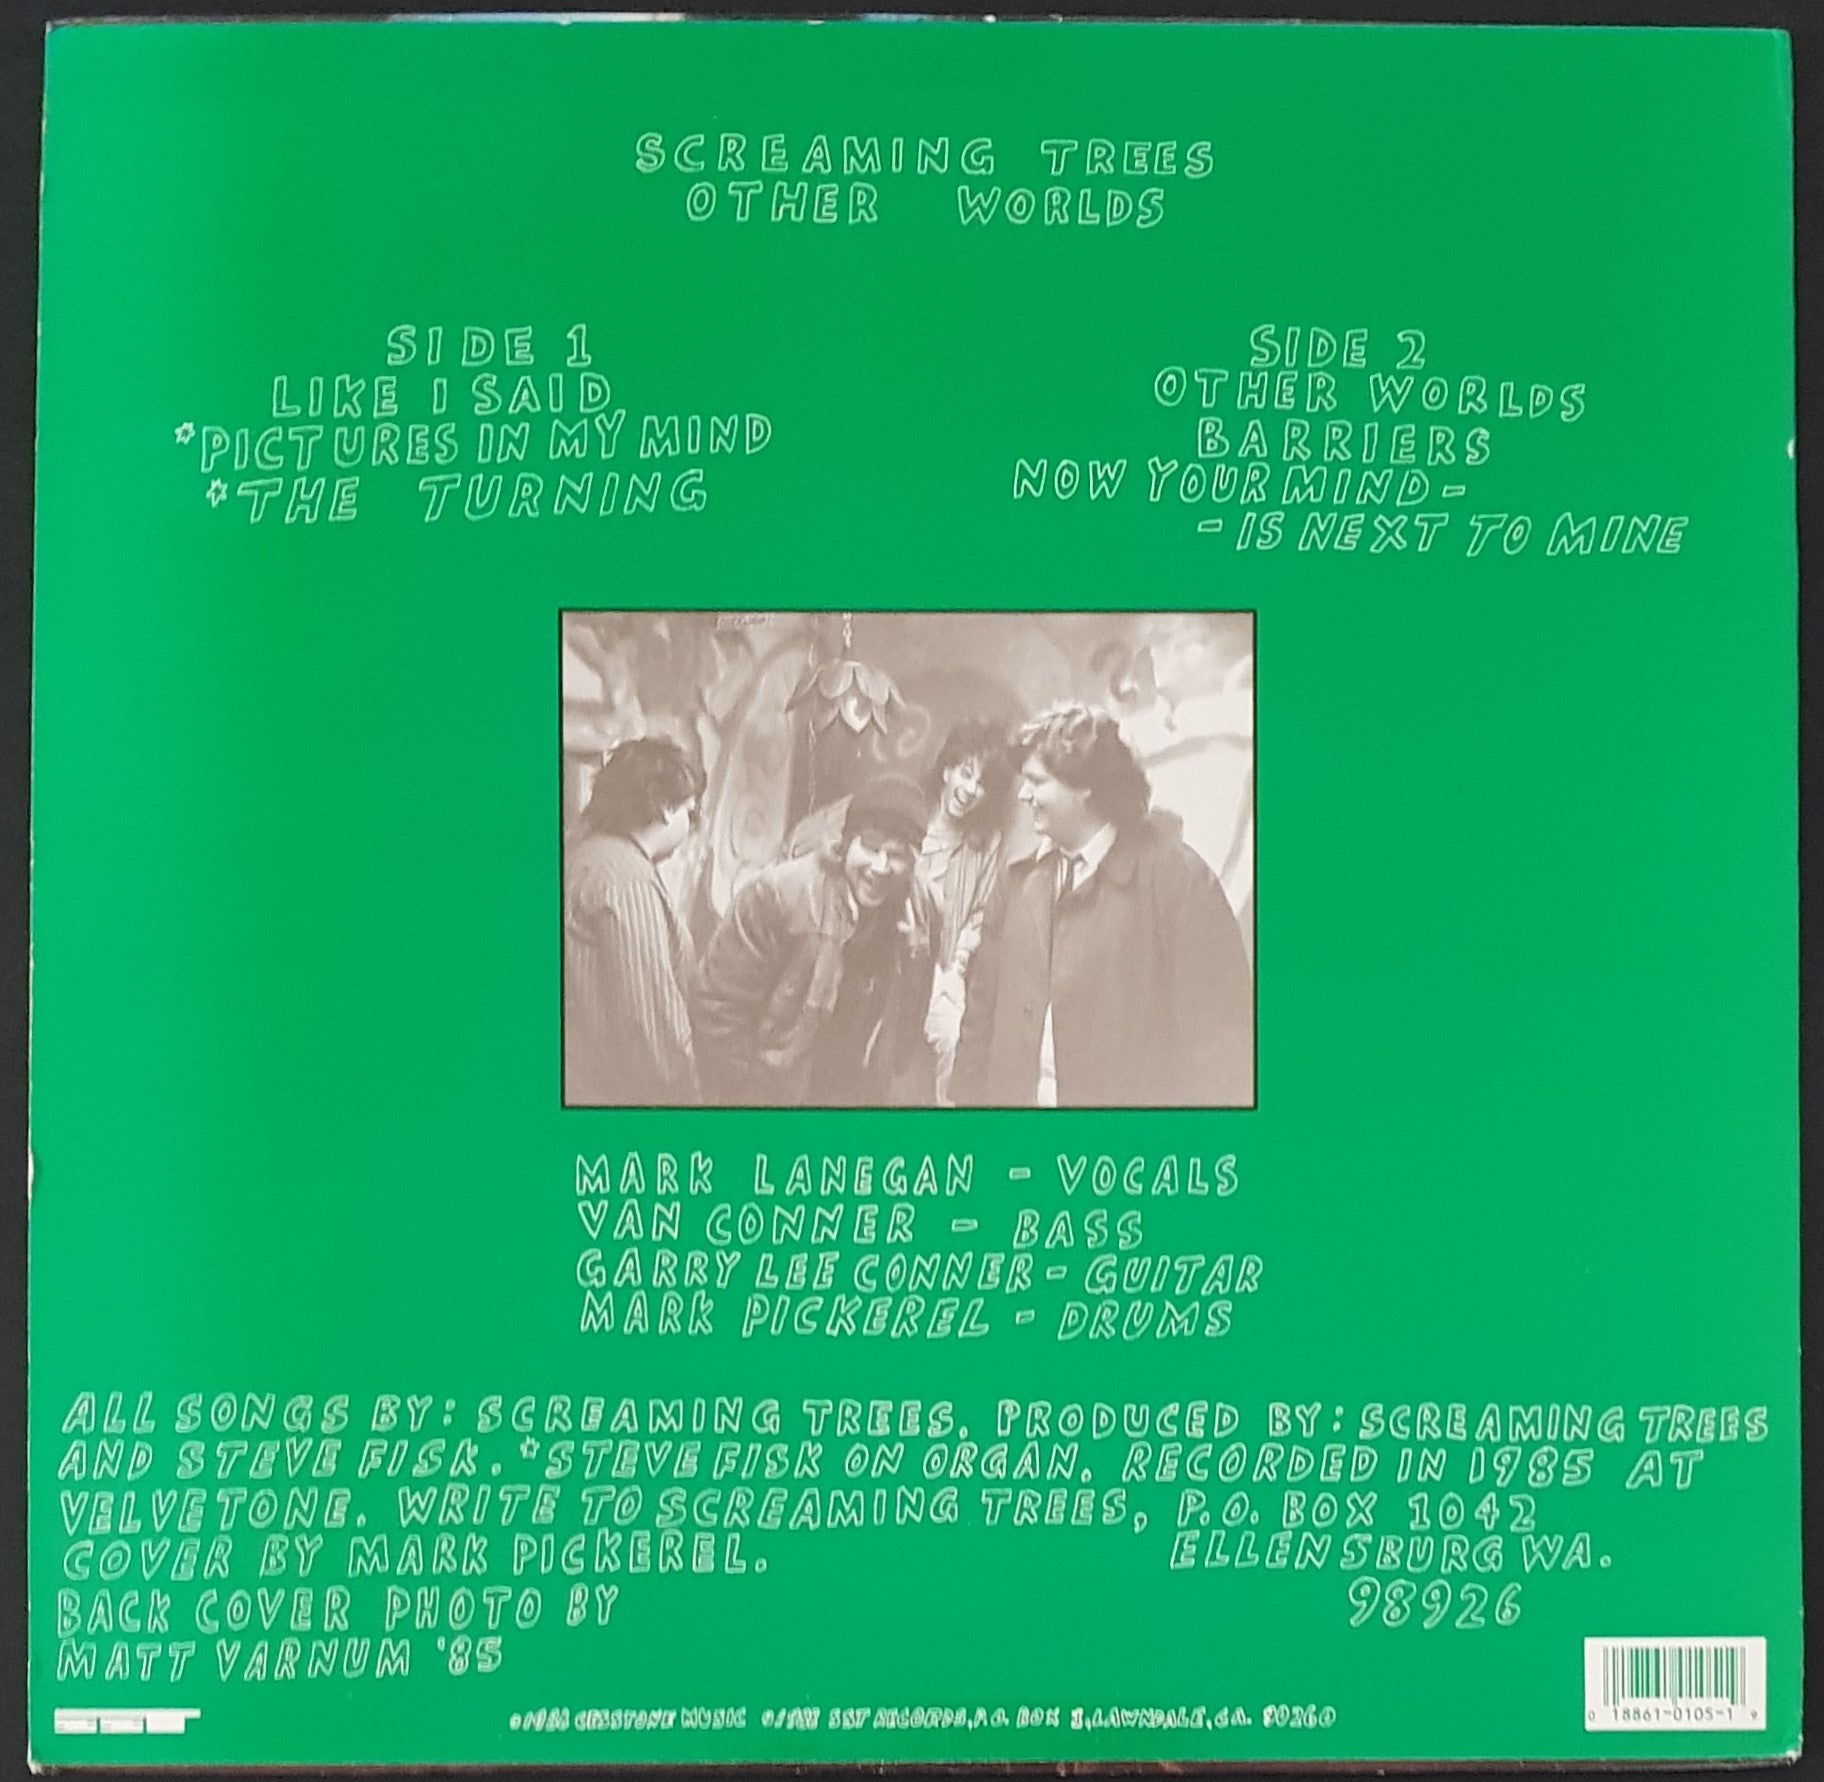 SCREAMING TREES
OTHER WORLDS
SIDE 1
LIKE I SAID
*PICTURES IN MY MIND
*THE TURNING
SIDE 2
OTHER WORLDS
BARRIERS
NOW YOUR MIND -
- IS NEXT TO MINE
MARK LANEGAN - VOCALS
VAN CONNER - BASS
GARRY LEE CONNER - GUITAR
MARK PICKEREL - DRUMS
ALL SONGS BY: SCREAMING TREES. PRODUCED BY: SCREAMING TREES
AND STEVE FISK. *STEVE FISK ON ORGAN. RECORDED IN 1985 AT
VELVETONE. WRITE TO SCREAMING TREES, P.O. BOX 1042
ELLENSBURG WA.
98926
COVER BY MARK PICKEREL.
BACK COVER PHOTO BY
MATT VARNUM '85
SST
MUSIC SST RECORDS, P.O. BOX 1, LAWNDALE, CA. 90260
0 18861-0105-1 9